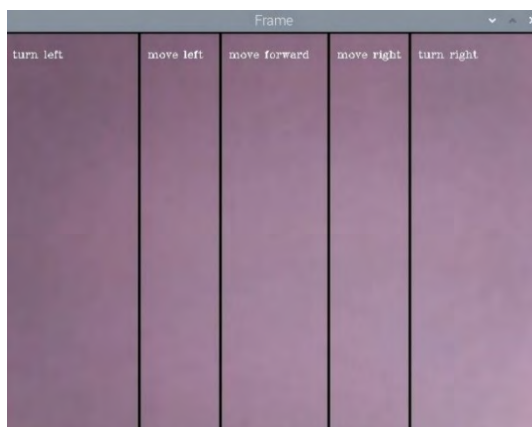 Frame
turn left
move left
move forward
move right
turn right